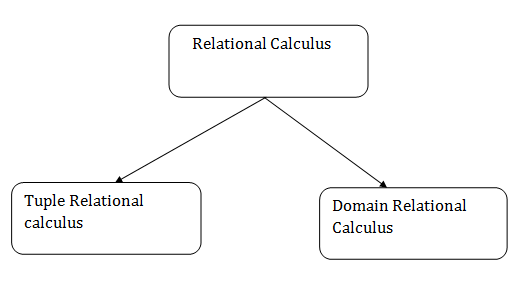 Relational Calculus
Tuple Relational
calculus
Domain Relational
Calculus